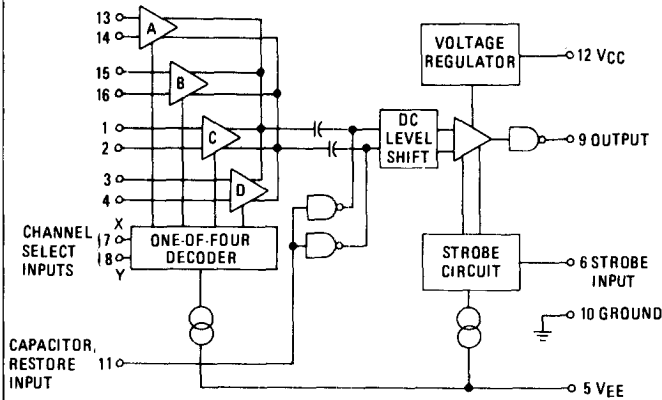 13
14
A
15
16
B
1
2
C
3
4
D
VOLTAGE
REGULATOR
12 VCC
DC
LEVEL
SHIFT
9 OUTPUT
CHANNEL
SELECT
INPUTS
X
17
18
Y
ONE-OF-FOUR
DECODER
STROBE
CIRCUIT
6 STROBE
INPUT
10 GROUND
CAPACITOR,
RESTORE
INPUT
11
5 VEE